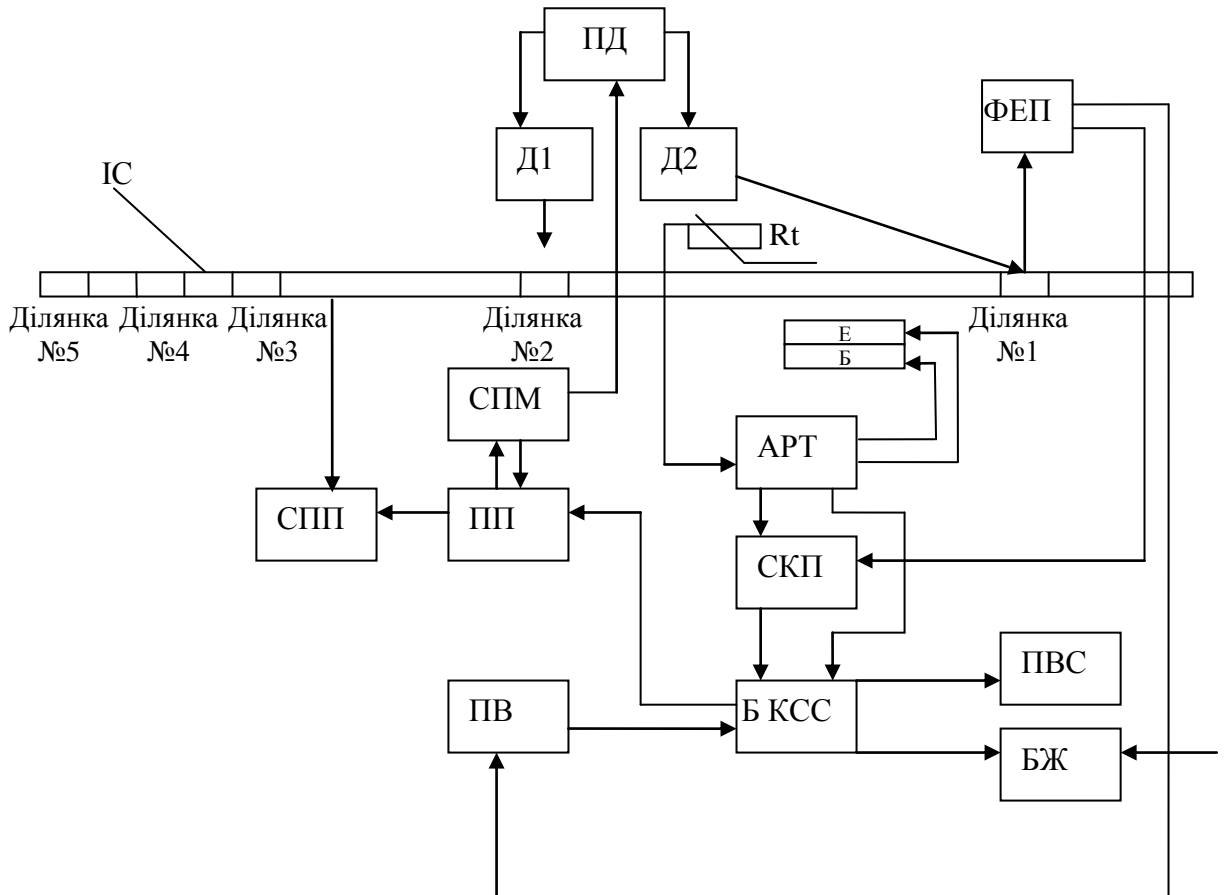 ПД
ФЕП
Д1
Д2
ІС
Rt
Ділянка
№5
Ділянка
№4
Ділянка
№3
Ділянка
№2
Ділянка
№1
Е
Б
СПМ
АРТ
СПП
ПП
СКП
ПВС
ПВ
Б КСС
БЖ